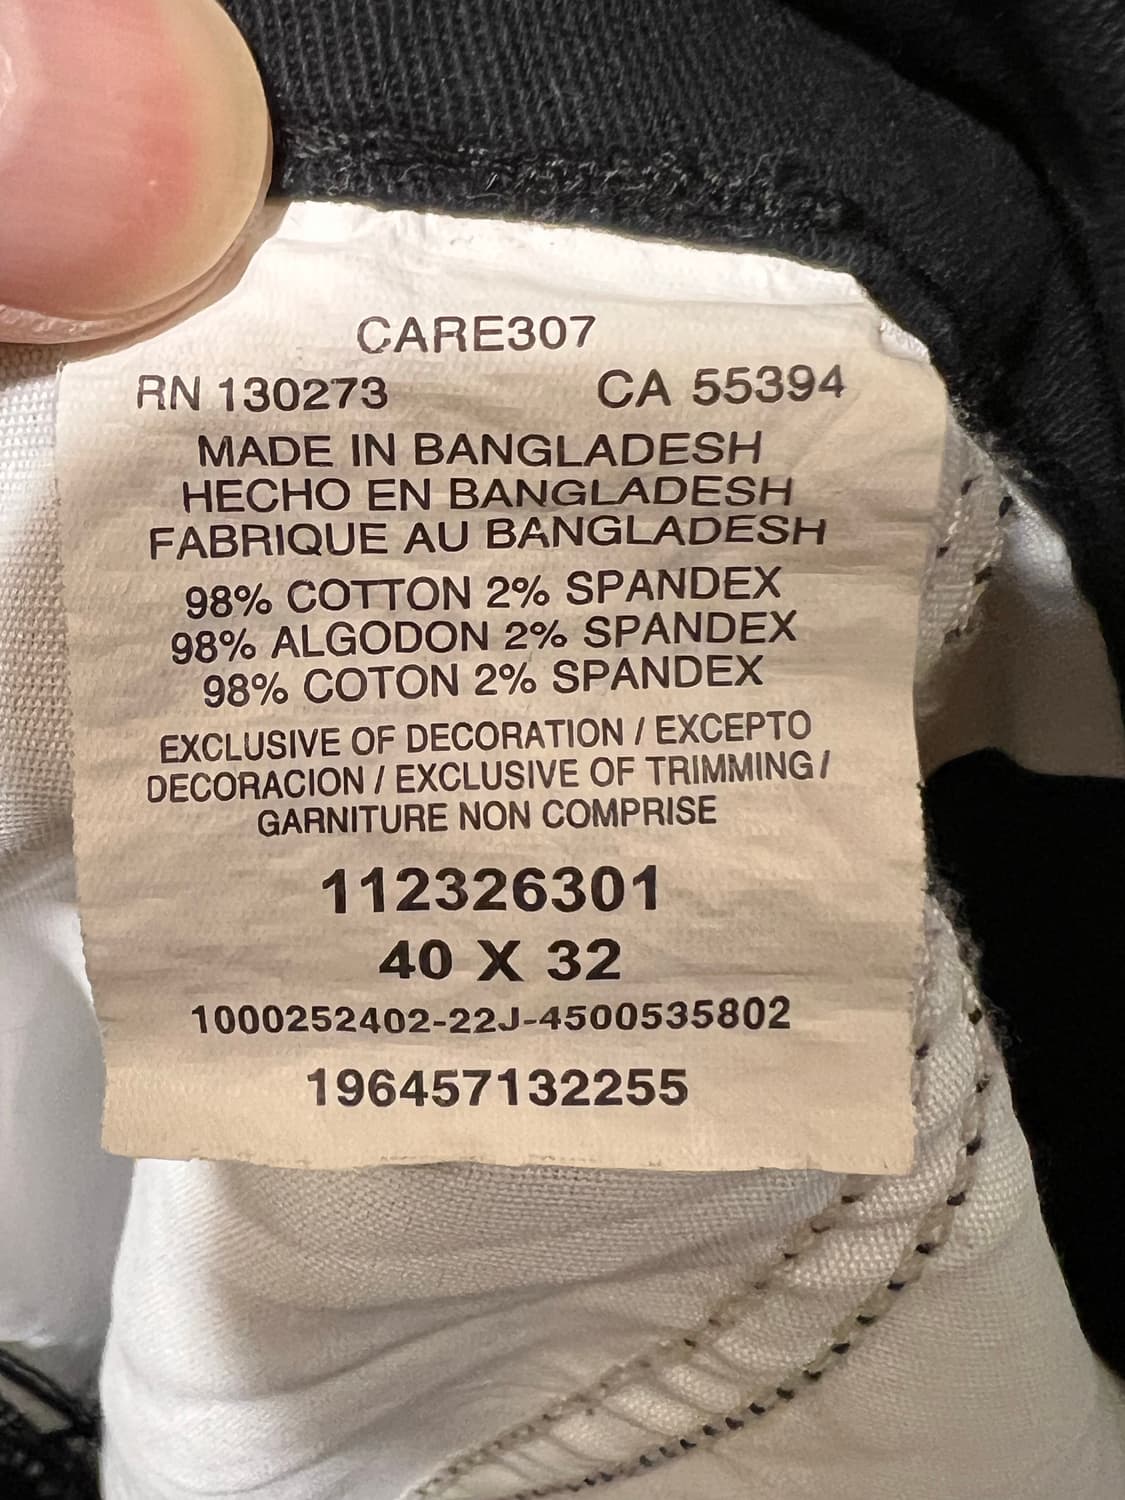 CARE307
RN 130273 CA 55394
MADE IN BANGLADESH
HECHO EN BANGLADESH
FABRIQUE AU BANGLADESH
98% COTTON 2% SPANDEX
98% ALGODON 2% SPANDEX
98% COTON 2% SPANDEX
EXCLUSIVE OF DECORATION / EXCEPTO
DECORACION / EXCLUSIVE OF TRIMMING /
GARNITURE NON COMPRISE
112326301
40 X 32
1000252402-22J-4500535802
196457132255